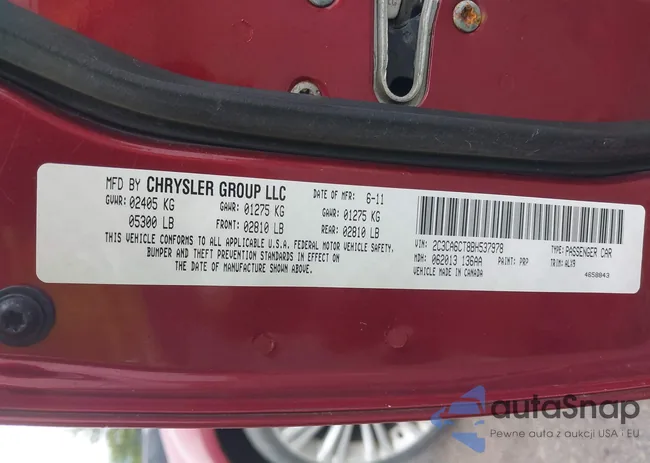 MFD BY CHRYSLER GROUP LLC DATE OF MFR: 6-11
GVWR: 02405 KG GAWR: 01275 KG GAWR: 01275 KG
05300 LB FRONT: 02810 LB REAR: 02810 LB
THIS VEHICLE CONFORMS TO ALL APPLICABLE U.S.A. FEDERAL MOTOR VEHICLE SAFETY,
BUMPER AND THEFT PREVENTION STANDARDS IN EFFECT ON
THE DATE OF MANUFACTURE SHOWN ABOVE.
VIN: 2C3CA6CT8BH537978 TYPE: PASSENGER CAR
MDH: 062013 136AA PAINT: PRP TRIM: ALX9
VEHICLE MADE IN CANADA 4658843
autoSnap
Pewne auta z aukcji USA i EU